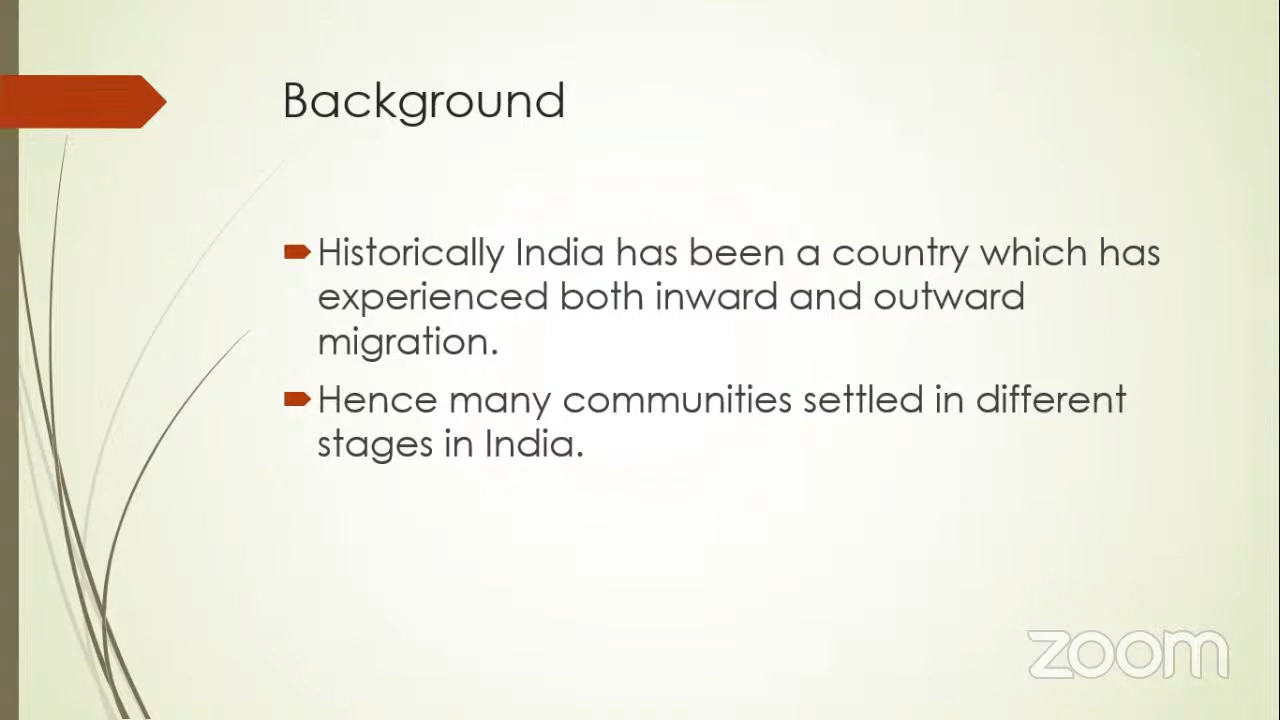 Background
Historically India has been a country which has
experienced both inward and outward
migration.
Hence many communities settled in different
stages in India.
zoom